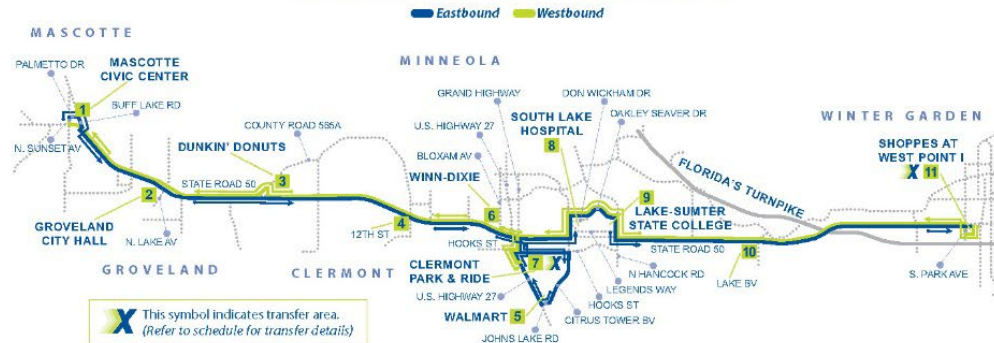 Eastbound Westbound
MASCOTTE
PALMETTO DR
MASCOTTE
CIVIC CENTER
1
BUFF LAKE RD
N. SUNSET AV
COUNTY ROAD 565A
DUNKIN' DONUTS
3
STATE ROAD 50
2
GROVELAND
CITY HALL
N. LAKE AV
GROVELAND
12TH ST
4
CLERMONT
MINNEOLA
GRAND HIGHWAY
U.S. HIGHWAY 27
BLOXAM AV
WINN-DIXIE
6
HOOKS ST
CLERMONT
PARK & RIDE
7 X
U.S. HIGHWAY 27
WALMART 5
JOHNS LAKE RD
CITRUS TOWER BV
HOOKS ST
LEGENDS WAY
N HANCOCK RD
DON WICKHAM DR
OAKLEY SEAVER DR
SOUTH LAKE
HOSPITAL
8
9
LAKE-SUMTER
STATE COLLEGE
STATE ROAD 50
10
LAKE BV
FLORIDA'S TURNPIKE
WINTER GARDEN
SHOPPES AT
WEST POINT I
X 11
S. PARK AVE
X This symbol indicates transfer area.
(Refer to schedule for transfer details)